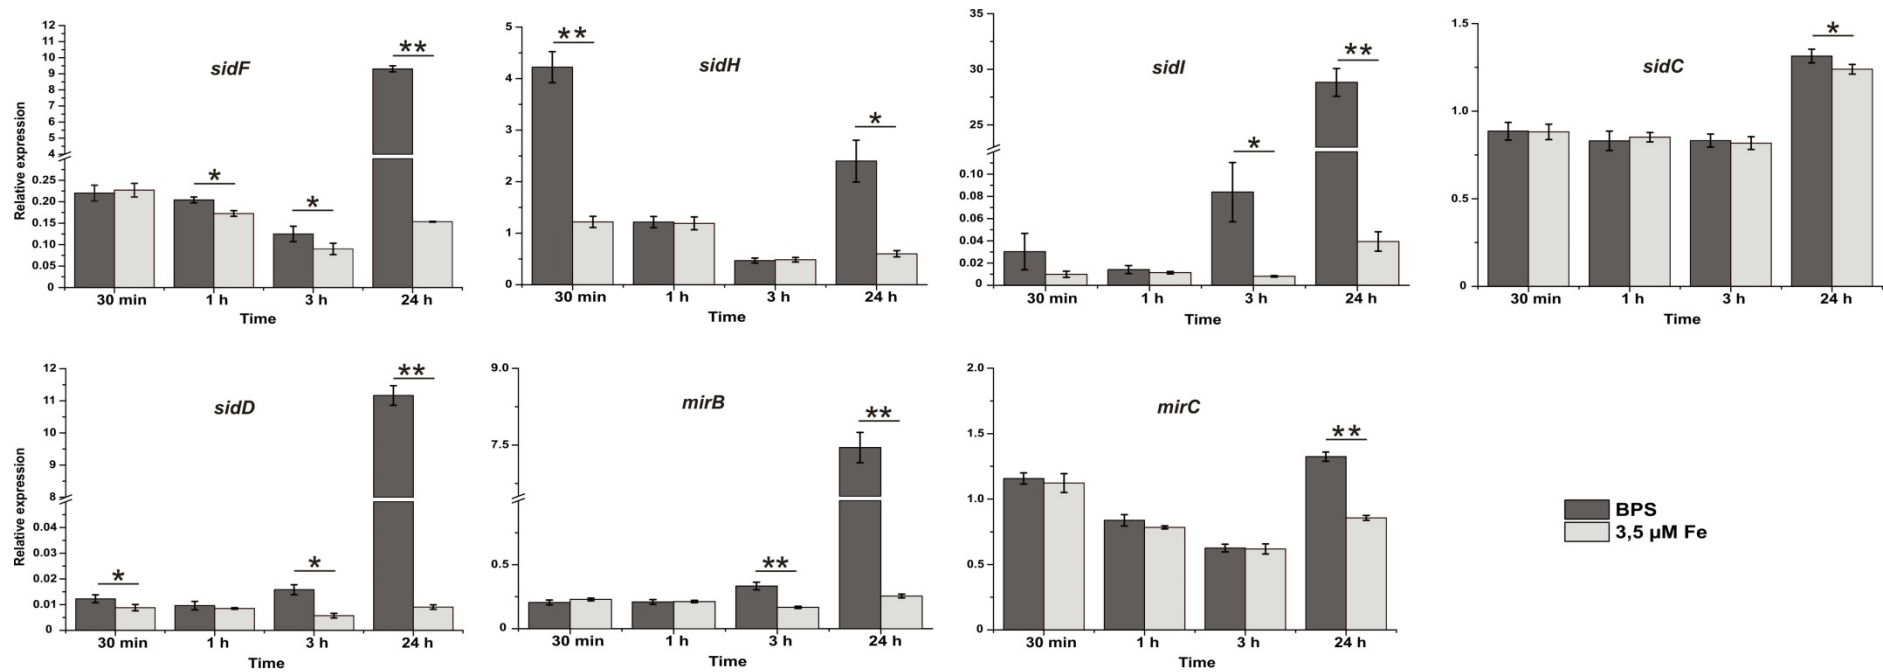 Relative expression
12
11
10
9
8
7
6
5
4
0.25
0.20
0.15
0.10
0.05
0.00
sidF
*
*
**
30 min 1 h 3 h 24 h
Time
5
4
3
2
1
0
sidH
**
*
30 min 1 h 3 h 24 h
Time
35
30
25
0.10
0.08
0.06
0.04
0.02
0
sidI
*
**
30 min 1 h 3 h 24 h
Time
1.5
1.0
0.5
0
sidC
*
30 min 1 h 3 h 24 h
Time
Relative expression
12
11
10
9
8
0.04
0.03
0.02
0.01
0.00
sidD
*
*
**
30 min 1 h 3 h 24 h
Time
9.0
7.5
0.5
0
mirB
**
**
30 min 1 h 3 h 24 h
Time
2.0
1.5
1.0
0.5
0
mirC
**
30 min 1 h 3 h 24 h
Time
BPS
3,5 µM Fe